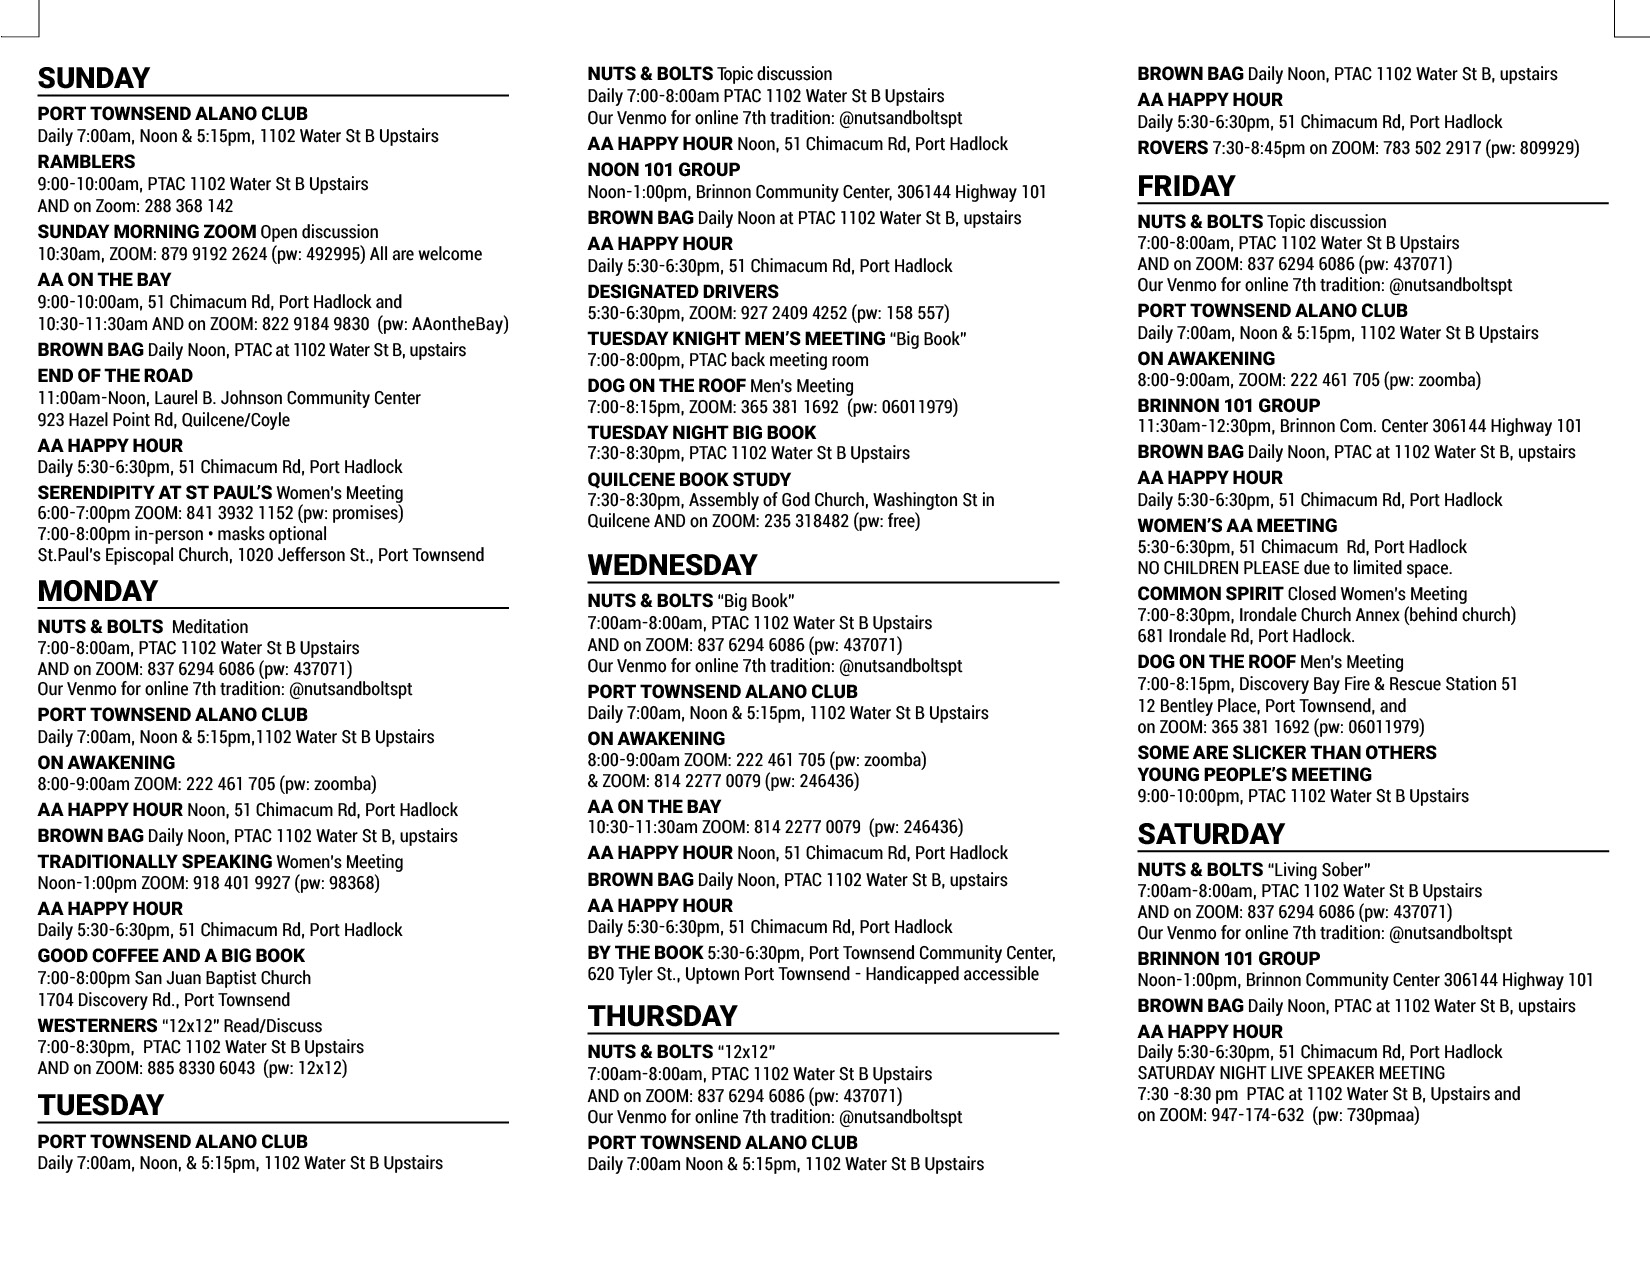 SUNDAY
PORT TOWNSEND ALANO CLUB
Daily 7:00am, Noon & 5:15pm, 1102 Water St B Upstairs
RAMBLERS
9:00-10:00am, PTAC 1102 Water St B Upstairs
AND on Zoom: 288 368 142
SUNDAY MORNING ZOOM Open discussion
10:30am, ZOOM: 879 9192 2624 (pw: 492995) All are welcome
AA ON THE BAY
9:00-10:00am, 51 Chimacum Rd, Port Hadlock and
10:30-11:30am AND on ZOOM: 822 9184 9830 (pw: AAontheBay)
BROWN BAG Daily Noon, PTAC at 1102 Water St B, upstairs
END OF THE ROAD
11:00am-Noon, Laurel B. Johnson Community Center
923 Hazel Point Rd, Quilcene/Coyle
AA HAPPY HOUR
Daily 5:30-6:30pm, 51 Chimacum Rd, Port Hadlock
SERENDIPITY AT ST PAUL'S Women's Meeting
6:00-7:00pm ZOOM: 841 3932 1152 (pw: promises)
7:00-8:00pm in-person • masks optional
St.Paul's Episcopal Church, 1020 Jefferson St., Port Townsend
MONDAY
NUTS & BOLTS Meditation
7:00-8:00am, PTAC 1102 Water St B Upstairs
AND on ZOOM: 837 6294 6086 (pw: 437071)
Our Venmo for online 7th tradition: @nutsandboltspt
PORT TOWNSEND ALANO CLUB
Daily 7:00am, Noon & 5:15pm,1102 Water St B Upstairs
ON AWAKENING
8:00-9:00am ZOOM: 222 461 705 (pw: zoomba)
AA HAPPY HOUR Noon, 51 Chimacum Rd, Port Hadlock
BROWN BAG Daily Noon, PTAC 1102 Water St B, upstairs
TRADITIONALLY SPEAKING Women's Meeting
Noon-1:00pm ZOOM: 918 401 9927 (pw: 98368)
AA HAPPY HOUR
Daily 5:30-6:30pm, 51 Chimacum Rd, Port Hadlock
GOOD COFFEE AND A BIG BOOK
7:00-8:00pm San Juan Baptist Church
1704 Discovery Rd., Port Townsend
WESTERNERS “12x12” Read/Discuss
7:00-8:30pm, PTAC 1102 Water St B Upstairs
AND on ZOOM: 885 8330 6043 (pw: 12x12)
TUESDAY
PORT TOWNSEND ALANO CLUB
Daily 7:00am, Noon, & 5:15pm, 1102 Water St B Upstairs
NUTS & BOLTS Topic discussion
Daily 7:00-8:00am PTAC 1102 Water St B Upstairs
Our Venmo for online 7th tradition: @nutsandboltspt
AA HAPPY HOUR Noon, 51 Chimacum Rd, Port Hadlock
NOON 101 GROUP
Noon-1:00pm, Brinnon Community Center, 306144 Highway 101
BROWN BAG Daily Noon at PTAC 1102 Water St B, upstairs
AA HAPPY HOUR
Daily 5:30-6:30pm, 51 Chimacum Rd, Port Hadlock
DESIGNATED DRIVERS
5:30-6:30pm, ZOOM: 927 2409 4252 (pw: 158 557)
TUESDAY KNIGHT MEN'S MEETING “Big Book”
7:00-8:00pm, PTAC back meeting room
DOG ON THE ROOF Men's Meeting
7:00-8:15pm, ZOOM: 365 381 1692 (pw: 06011979)
TUESDAY NIGHT BIG BOOK
7:30-8:30pm, PTAC 1102 Water St B Upstairs
QUILCENE BOOK STUDY
7:30-8:30pm, Assembly of God Church, Washington St in
Quilcene AND on ZOOM: 235 318482 (pw: free)
WEDNESDAY
NUTS & BOLTS “Big Book”
7:00am-8:00am, PTAC 1102 Water St B Upstairs
AND on ZOOM: 837 6294 6086 (pw: 437071)
Our Venmo for online 7th tradition: @nutsandboltspt
PORT TOWNSEND ALANO CLUB
Daily 7:00am, Noon & 5:15pm, 1102 Water St B Upstairs
ON AWAKENING
8:00-9:00am ZOOM: 222 461 705 (pw: zoomba)
& ZOOM: 814 2277 0079 (pw: 246436)
AA ON THE BAY
10:30-11:30am ZOOM: 814 2277 0079 (pw: 246436)
AA HAPPY HOUR Noon, 51 Chimacum Rd, Port Hadlock
BROWN BAG Daily Noon, PTAC 1102 Water St B, upstairs
AA HAPPY HOUR
Daily 5:30-6:30pm, 51 Chimacum Rd, Port Hadlock
BY THE BOOK 5:30-6:30pm, Port Townsend Community Center,
620 Tyler St., Uptown Port Townsend - Handicapped accessible
THURSDAY
NUTS & BOLTS “12x12”
7:00am-8:00am, PTAC 1102 Water St B Upstairs
AND on ZOOM: 837 6294 6086 (pw: 437071)
Our Venmo for online 7th tradition: @nutsandboltspt
PORT TOWNSEND ALANO CLUB
Daily 7:00am Noon & 5:15pm, 1102 Water St B Upstairs
BROWN BAG Daily Noon, PTAC 1102 Water St B, upstairs
AA HAPPY HOUR
Daily 5:30-6:30pm, 51 Chimacum Rd, Port Hadlock
ROVERS 7:30-8:45pm on ZOOM: 783 502 2917 (pw: 809929)
FRIDAY
NUTS & BOLTS Topic discussion
7:00-8:00am, PTAC 1102 Water St B Upstairs
AND on ZOOM: 837 6294 6086 (pw: 437071)
Our Venmo for online 7th tradition: @nutsandboltspt
PORT TOWNSEND ALANO CLUB
Daily 7:00am, Noon & 5:15pm, 1102 Water St B Upstairs
ON AWAKENING
8:00-9:00am, ZOOM: 222 461 705 (pw: zoomba)
BRINNON 101 GROUP
11:30am-12:30pm, Brinnon Com. Center 306144 Highway 101
BROWN BAG Daily Noon, PTAC at 1102 Water St B, upstairs
AA HAPPY HOUR
Daily 5:30-6:30pm, 51 Chimacum Rd, Port Hadlock
WOMEN'S AA MEETING
5:30-6:30pm, 51 Chimacum Rd, Port Hadlock
NO CHILDREN PLEASE due to limited space.
COMMON SPIRIT Closed Women's Meeting
7:00-8:30pm, Irondale Church Annex (behind church)
681 Irondale Rd, Port Hadlock.
DOG ON THE ROOF Men's Meeting
7:00-8:15pm, Discovery Bay Fire & Rescue Station 51
12 Bentley Place, Port Townsend, and
on ZOOM: 365 381 1692 (pw: 06011979)
SOME ARE SLICKER THAN OTHERS
YOUNG PEOPLE'S MEETING
9:00-10:00pm, PTAC 1102 Water St B Upstairs
SATURDAY
NUTS & BOLTS “Living Sober”
7:00am-8:00am, PTAC 1102 Water St B Upstairs
AND on ZOOM: 837 6294 6086 (pw: 437071)
Our Venmo for online 7th tradition: @nutsandboltspt
BRINNON 101 GROUP
Noon-1:00pm, Brinnon Community Center 306144 Highway 101
BROWN BAG Daily Noon, PTAC at 1102 Water St B, upstairs
AA HAPPY HOUR
Daily 5:30-6:30pm, 51 Chimacum Rd, Port Hadlock
SATURDAY NIGHT LIVE SPEAKER MEETING
7:30 -8:30 pm PTAC at 1102 Water St B, Upstairs and
on ZOOM: 947-174-632 (pw: 730pmaa)